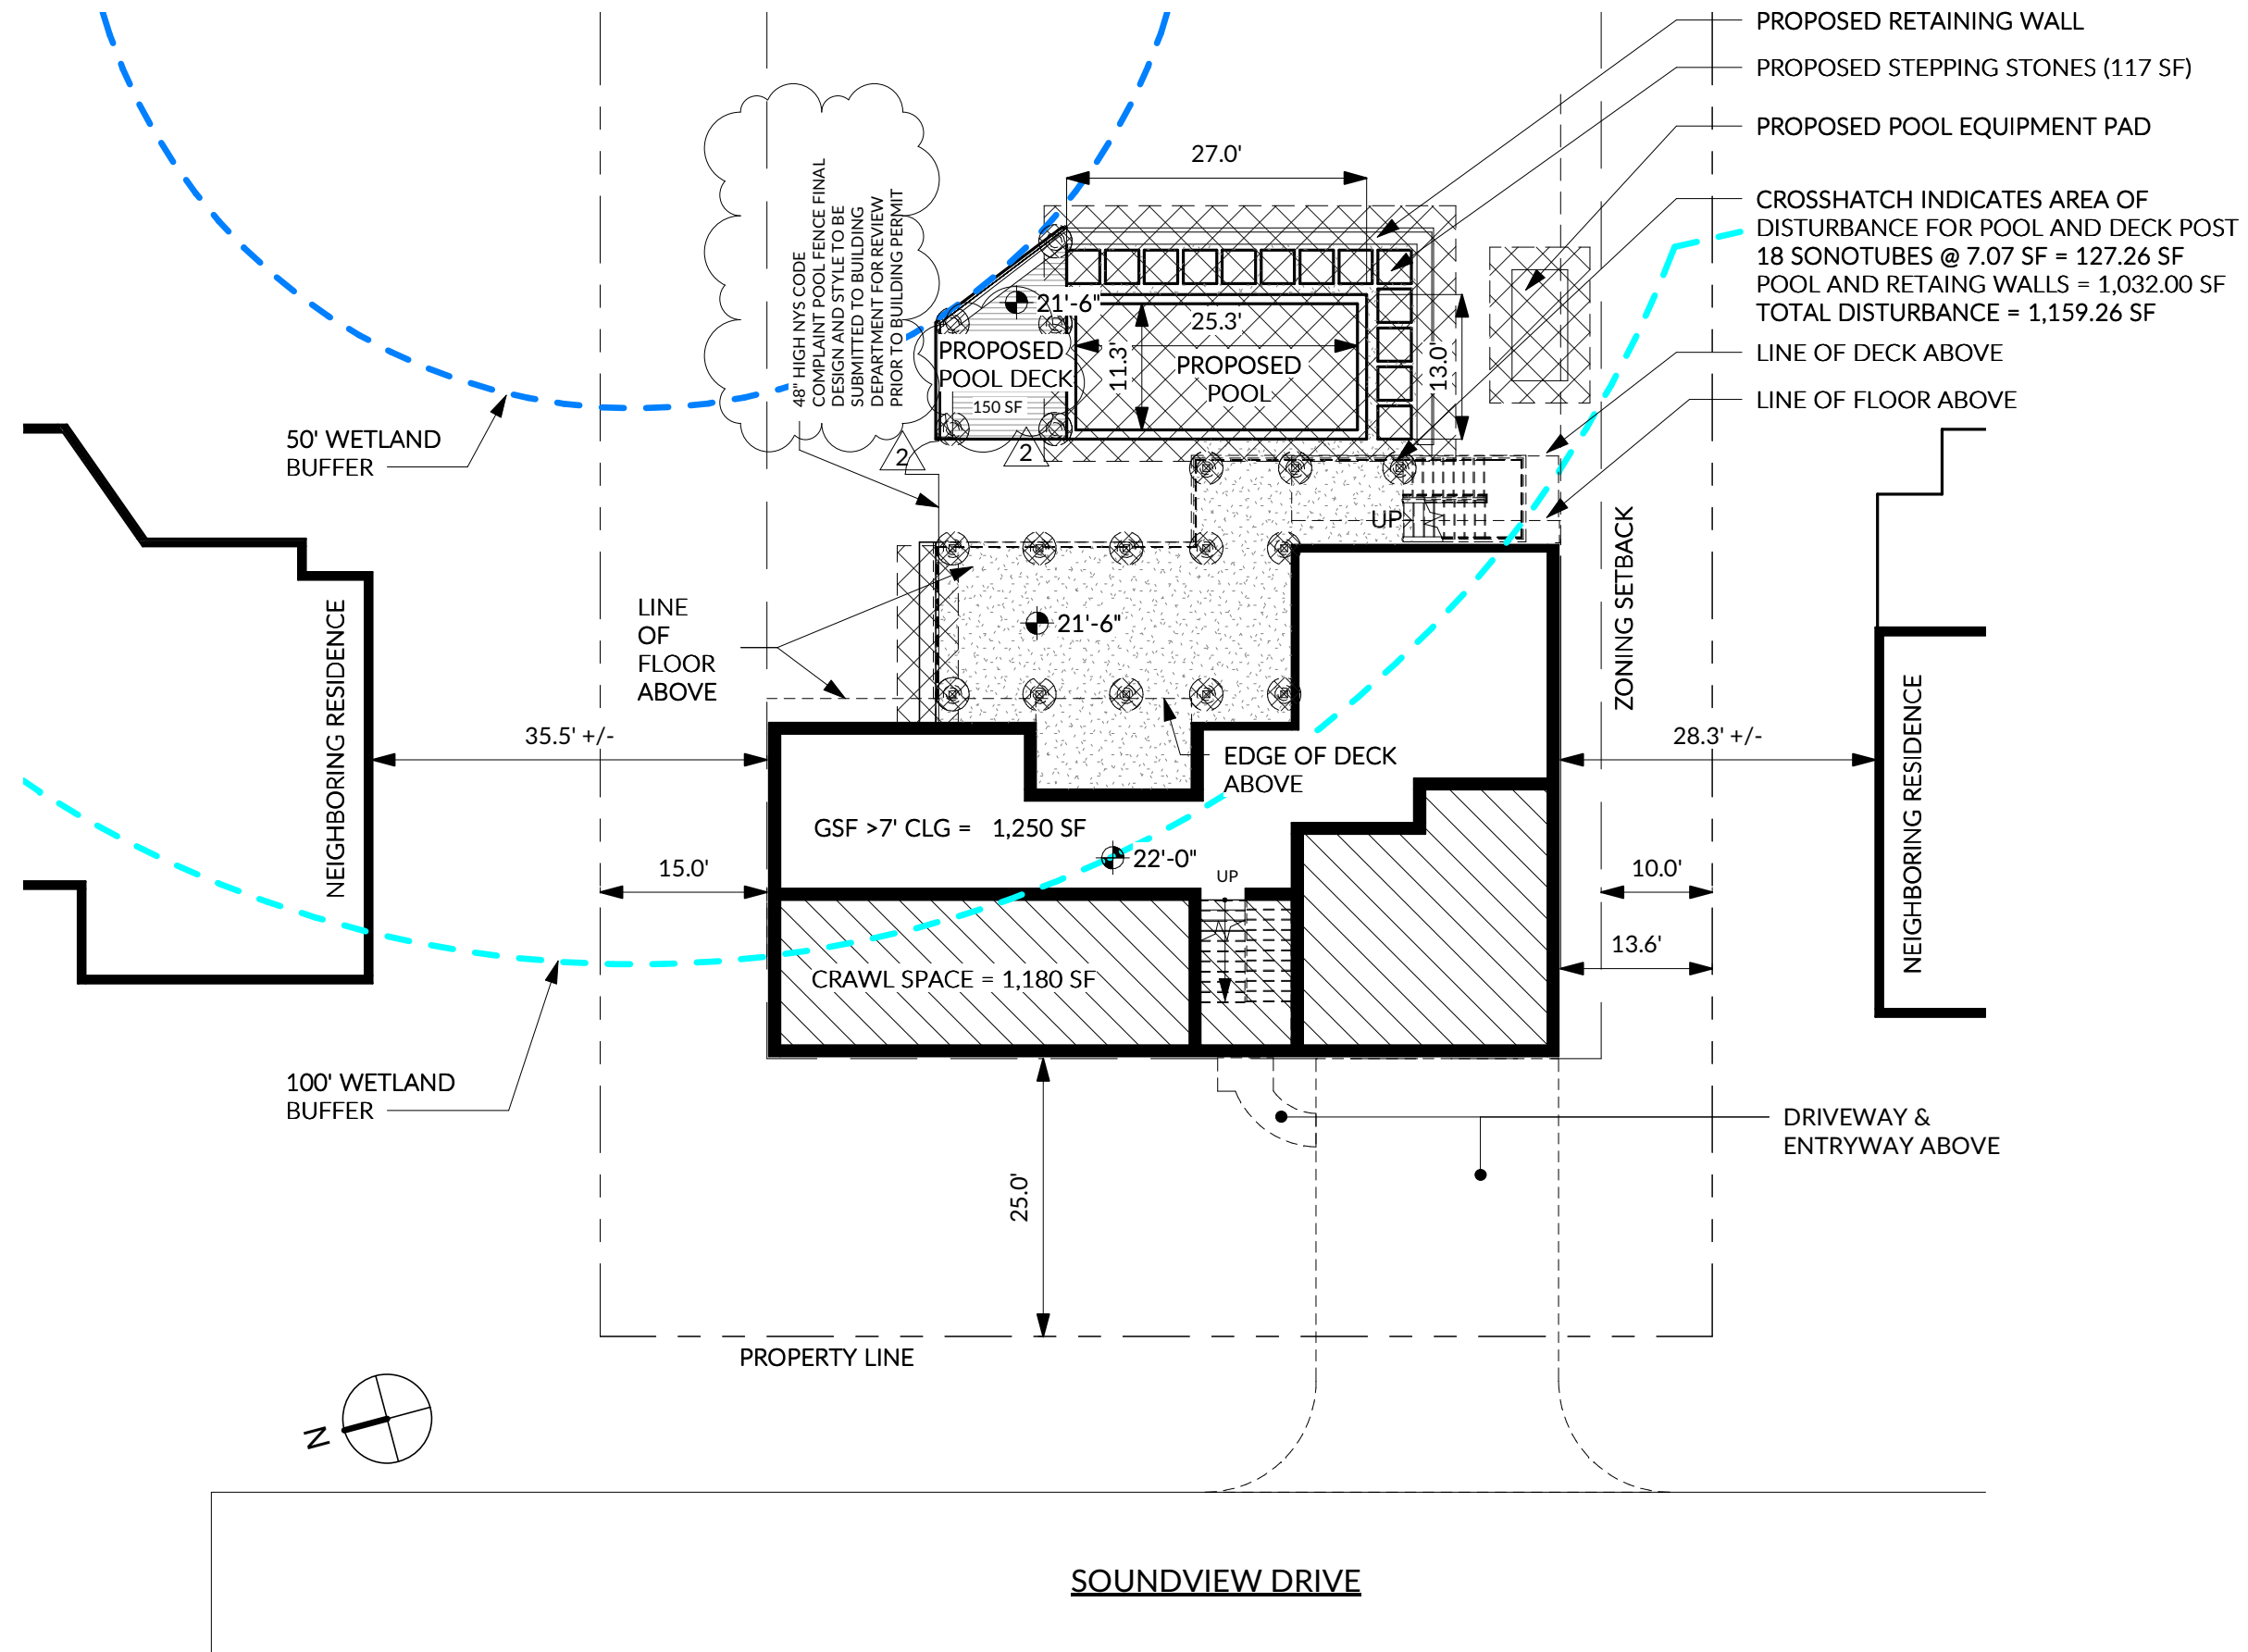 PROPOSED RETAINING WALL
PROPOSED STEPPING STONES (117 SF)
PROPOSED POOL EQUIPMENT PAD
CROSSHATCH INDICATES AREA OF
DISTURBANCE FOR POOL AND DECK POST
18 SONOTUBES @ 7.07 SF = 127.26 SF
POOL AND RETAING WALLS = 1,032.00 SF
TOTAL DISTURBANCE = 1,159.26 SF
LINE OF DECK ABOVE
LINE OF FLOOR ABOVE
48" HIGH NYS CODE
COMPLAINT POOL FENCE FINAL
DESIGN AND STYLE TO BE
SUBMITTED TO BUILDING
DEPARTMENT FOR REVIEW
PRIOR TO BUILDING PERMIT
27.0'
21'-6"
25.3'
11.3'
13.0'
PROPOSED
POOL DECK
150 SF
PROPOSED
POOL
2
2
50' WETLAND
BUFFER
UP
NEIGHBORING RESIDENCE
LINE
OF
FLOOR
ABOVE
21'-6"
ZONING SETBACK
NEIGHBORING RESIDENCE
35.5' +/-
28.3' +/-
EDGE OF DECK
ABOVE
GSF >7' CLG = 1,250 SF
22'-0"
15.0'
UP
10.0'
13.6'
CRAWL SPACE = 1,180 SF
100' WETLAND
BUFFER
DRIVEWAY &
ENTRYWAY ABOVE
25.0'
PROPERTY LINE
N
SOUNDVIEW DRIVE